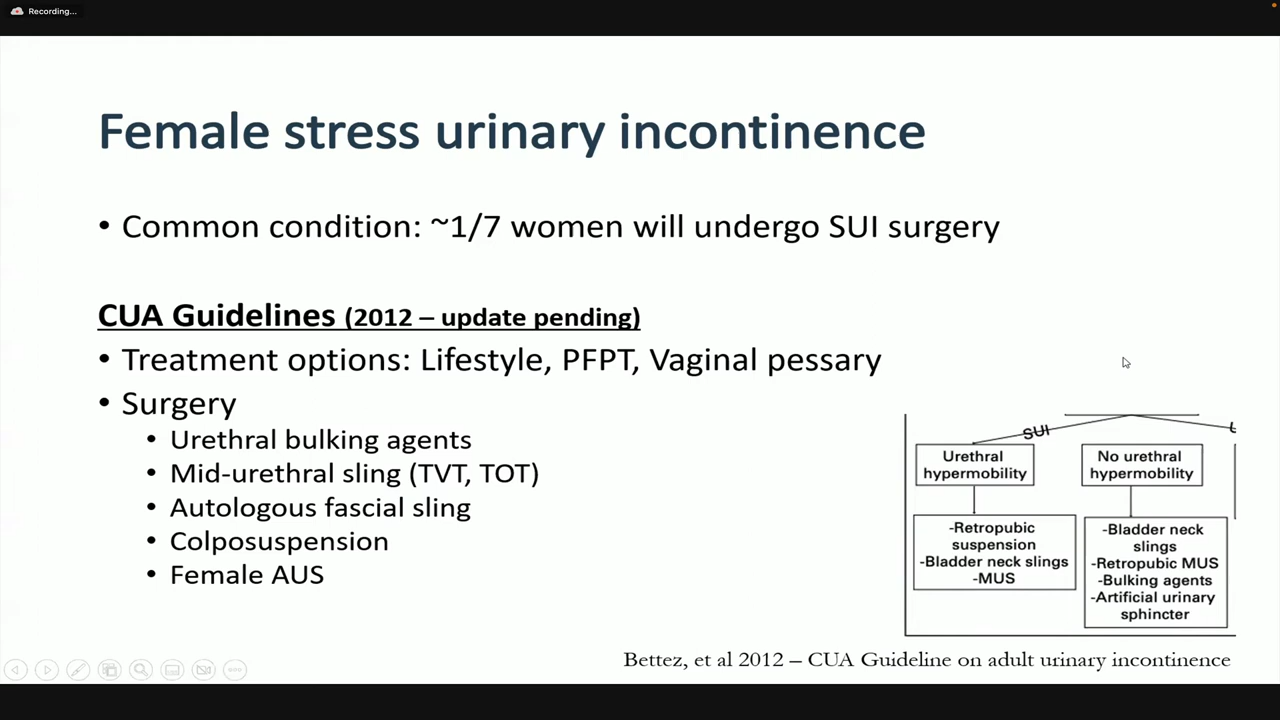 Recording...
Female stress urinary incontinence
• Common condition: ~1/7 women will undergo SUI surgery
CUA Guidelines (2012 – update pending)
• Treatment options: Lifestyle, PFPT, Vaginal pessary
• Surgery
• Urethral bulking agents
• Mid-urethral sling (TVT, TOT)
• Autologous fascial sling
• Colposuspension
• Female AUS
SUI
Urethral
hypermobility
No urethral
hypermobility
-Retropubic
suspension
-Bladder neck slings
-MUS
-Bladder neck
slings
-Retropubic MUS
-Bulking agents
-Artificial urinary
sphincter
Bettez, et al 2012 – CUA Guideline on adult urinary incontinence